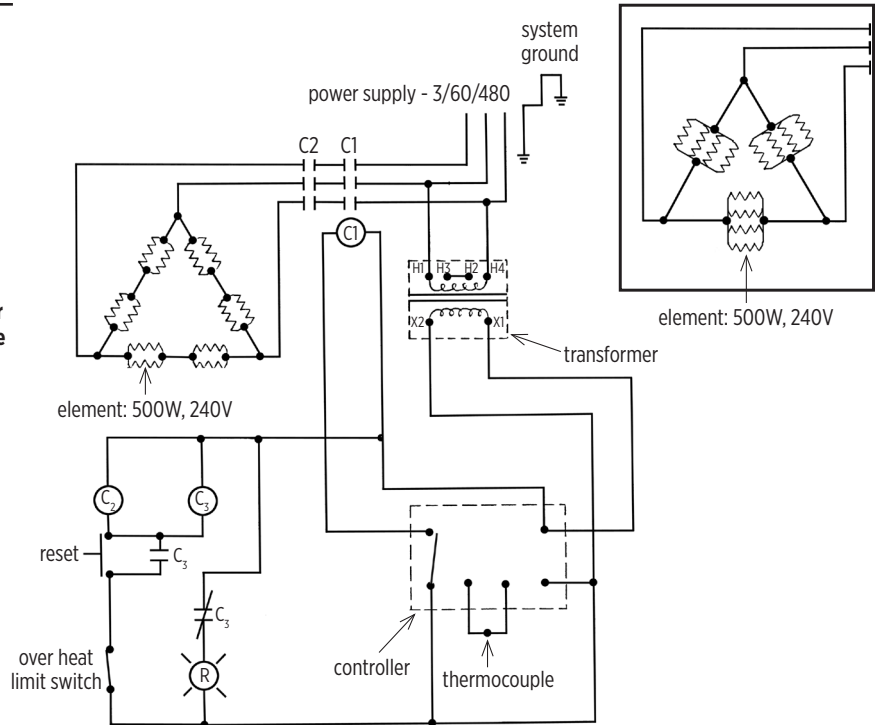 system
ground
power supply - 3/60/480
C2 C1
C1
H1 H3 H2 H4
X2 X1
transformer
element: 500W, 240V
element: 500W, 240V
C2
C3
reset
C3
C3
over heat
limit switch
R
controller
thermocouple